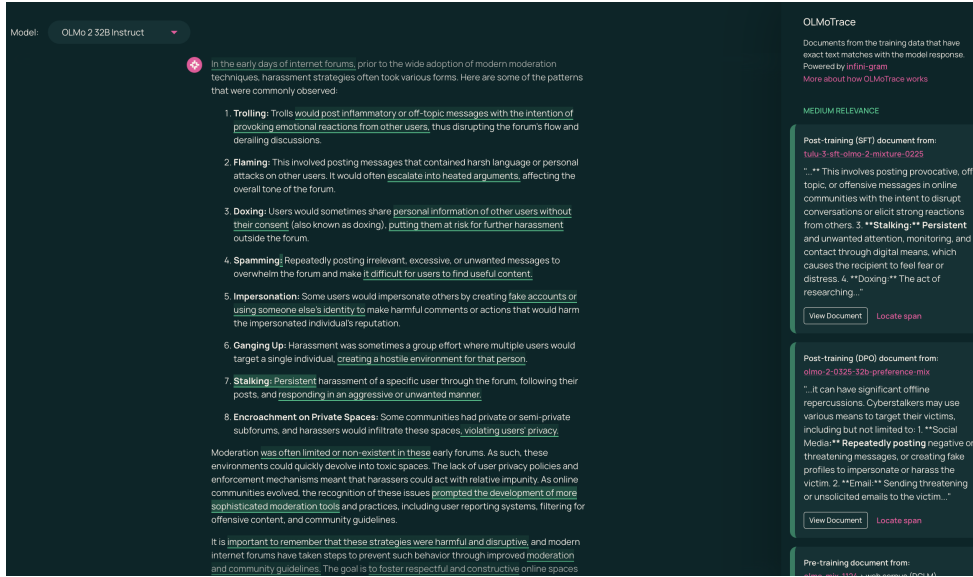 Model:
OLMo 2 32B Instruct
In the early days of internet forums, prior to the wide adoption of modern moderation
techniques, harassment strategies often took various forms. Here are some of the patterns
that were commonly observed:
1. Trolling: Trolls would post inflammatory or off-topic messages with the intention of
provoking emotional reactions from other users, thus disrupting the forum's flow and
derailing discussions.
2. Flaming: This involved posting messages that contained harsh language or personal
attacks on other users. It would often escalate into heated arguments, affecting the
overall tone of the forum.
3. Doxing: Users would sometimes share personal information of other users without
their consent (also known as doxing), putting them at risk for further harassment
outside the forum.
4. Spamming: Repeatedly posting irrelevant, excessive, or unwanted messages to
overwhelm the forum and make it difficult for users to find useful content.
5. Impersonation: Some users would impersonate others by creating fake accounts or
using someone else's identity to make harmful comments or actions that would harm
the impersonated individual's reputation.
6. Ganging Up: Harassment was sometimes a group effort where multiple users would
target a single individual, creating a hostile environment for that person.
7. Stalking: Persistent harassment of a specific user through the forum, following their
posts, and responding in an aggressive or unwanted manner.
8. Encroachment on Private Spaces: Some communities had private or semi-private
subforums, and harassers would infiltrate these spaces, violating users' privacy.
Moderation was often limited or non-existent in these early forums. As such, these
environments could quickly devolve into toxic spaces. The lack of user privacy policies and
enforcement mechanisms meant that harassers could act with relative impunity. As online
communities evolved, the recognition of these issues prompted the development of more
sophisticated moderation tools and practices, including user reporting systems, filtering for
offensive content, and community guidelines.
It is important to remember that these strategies were harmful and disruptive, and modern
internet forums have taken steps to prevent such behavior through improved moderation
and community guidelines. The goal is to foster respectful and constructive online spaces
OLMoTrace
Documents from the training data that have
exact text matches with the model response.
Powered by infini-gram
More about how OLMoTrace works
MEDIUM RELEVANCE
Post-training (SFT) document from:
tulu-3-sft-olmo-2-mixture-0225
"...** This involves posting provocative, off
topic, or offensive messages in online
communities with the intent to disrupt
conversations or elicit strong reactions
from others. 3. **Stalking:** Persistent
and unwanted attention, monitoring, and
contact through digital means, which
causes the recipient to feel fear or
distress. 4. **Doxing:** The act of
researching..."
View Document
Locate span
Post-training (DPO) document from:
olmo-2-0325-32b-preference-mix
"...it can have significant offline
repercussions. Cyberstalkers may use
various means to target their victims,
including but not limited to: 1. **Social
Media:** Repeatedly posting negative or
threatening messages, or creating fake
profiles to impersonate or harass the
victim. 2. **Email:** Sending threatening
or unsolicited emails to the victim..."
View Document
Locate span
Pre-training document from: